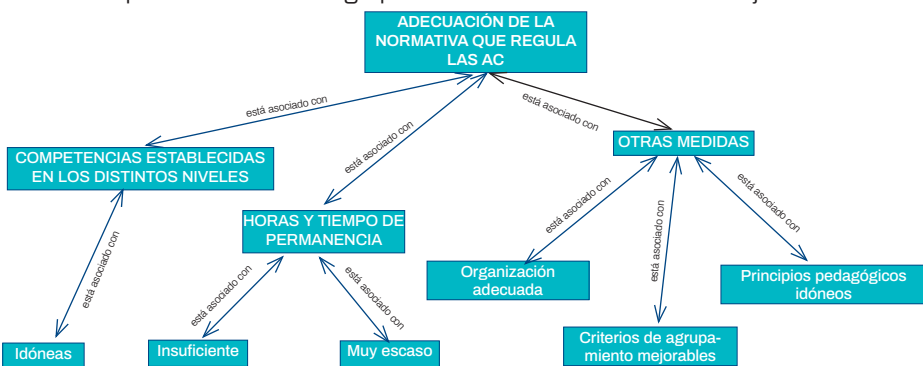 ADECUACIÓN DE LA
NORMATIVA QUE REGULA
LAS AC
está asociado con
está asociado con
está asociado con
COMPETENCIAS ESTABLECIDAS
EN LOS DISTINTOS NIVELES
OTRAS MEDIDAS
HORAS Y TIEMPO DE
PERMANENCIA
está asociado con
está asociado con
está asociado con
está asociado con
está asociado con
está asociado con
Organización
adecuada
Principios pedagógicos
idóneos
Idóneas
Insuficiente
Muy escaso
Criterios de agrupa-
miento mejorables